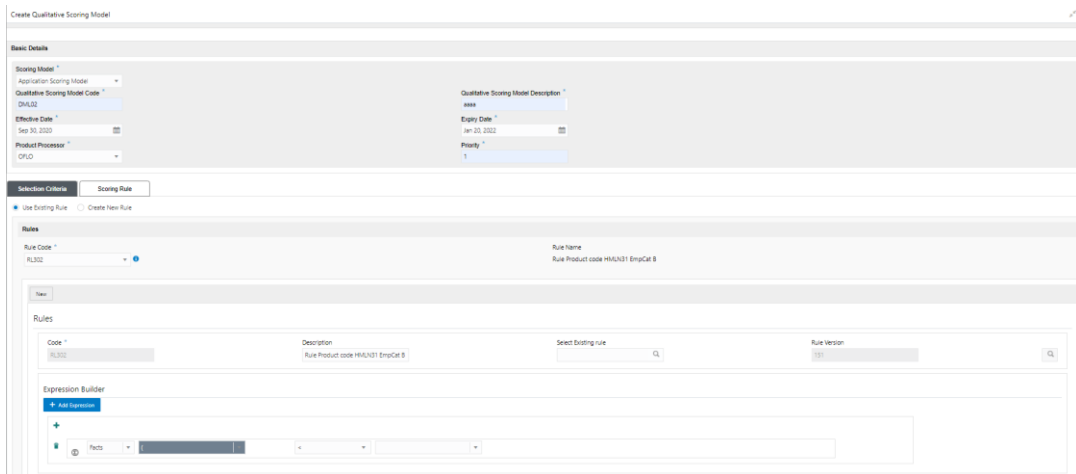 Create Qualitative Scoring Model
Basic Details
Scoring Model *
Application Scoring Model
Qualitative Scoring Model Code *
DML02
Qualitative Scoring Model Description *
aaaa
Effective Date *
Sep 30, 2020
Expiry Date *
Jan 20, 2022
Product Processor *
OFLO
Priority *
1
Selection Criteria
Scoring Rule
Use Existing Rule
Create New Rule
Rules
Rule Code *
RL302
Rule Name
Rule Product code HMLN31 EmpCat B
New
Rules
Code *
RL302
Description
Rule Product code HMLN31 EmpCat B
Select Existing rule
Rule Version
Expression Builder
+ Add Expression
+
Facts
<